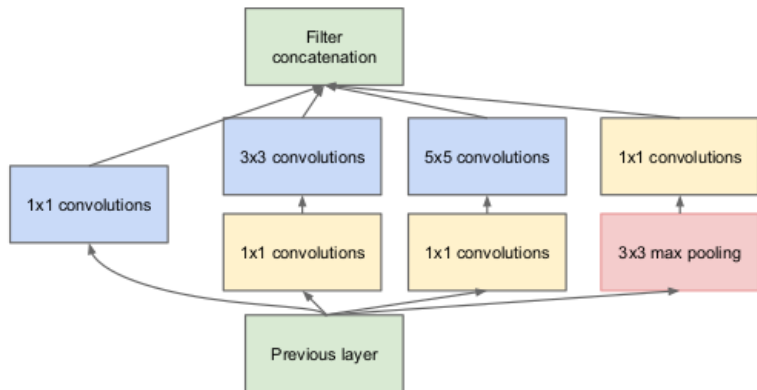 Filter
concatenation
3x3 convolutions
5x5 convolutions
1x1 convolutions
1x1 convolutions
1x1 convolutions
1x1 convolutions
3x3 max pooling
Previous layer